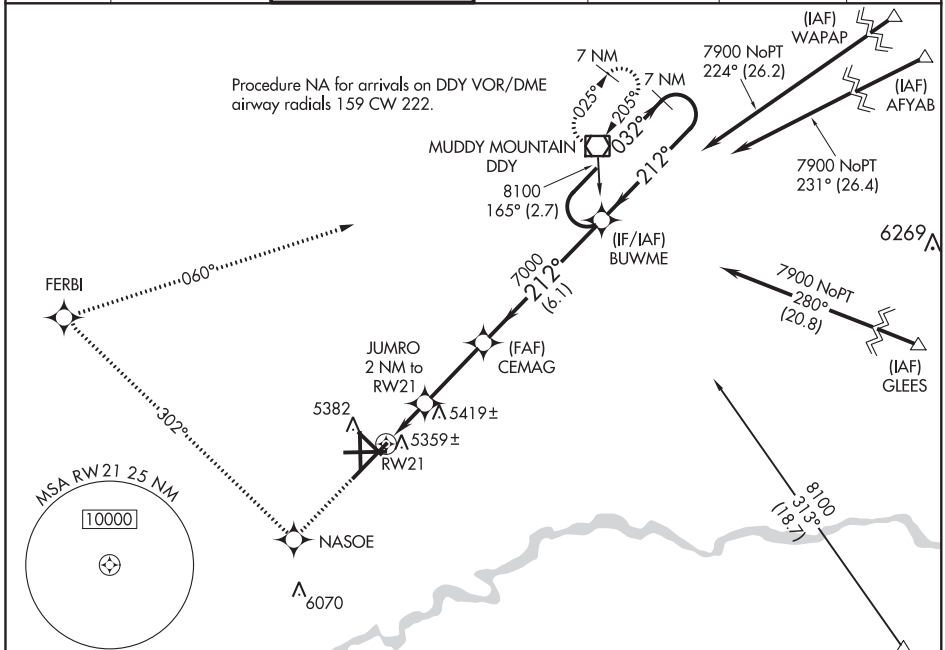 (IAF)
WAPAP
7900 NoPT
224° (26.2)
(IAF)
AFYAB
7900 NoPT
231° (26.4)
7 NM
7 NM
025°
205°
032°
212°
Procedure NA for arrivals on DDY VOR/DME
airway radials 159 CW 222.
MUDDY MOUNTAIN
DDY
8100
165° (2.7)
(IF/IAF)
BUWME
6269
7900 NoPT
280°
(20.8)
(IAF)
GLEES
7000
212°
(6.1)
060°
FERBI
(FAF)
CEMAG
JUMRO
2 NM to
RW21
5382
5419±
5359±
RW21
302°
8100
313°
(18.7)
MSA RW21 25 NM
10000
NASOE
6070